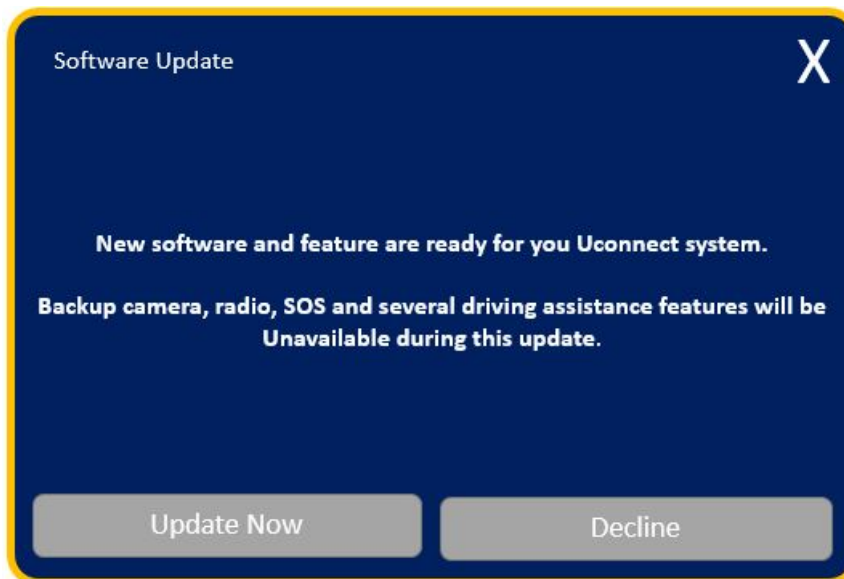 Software Update
X
New software and feature are ready for you Uconnect system.
Backup camera, radio, SOS and several driving assistance features will be
Unavailable during this update.
Update Now
Decline